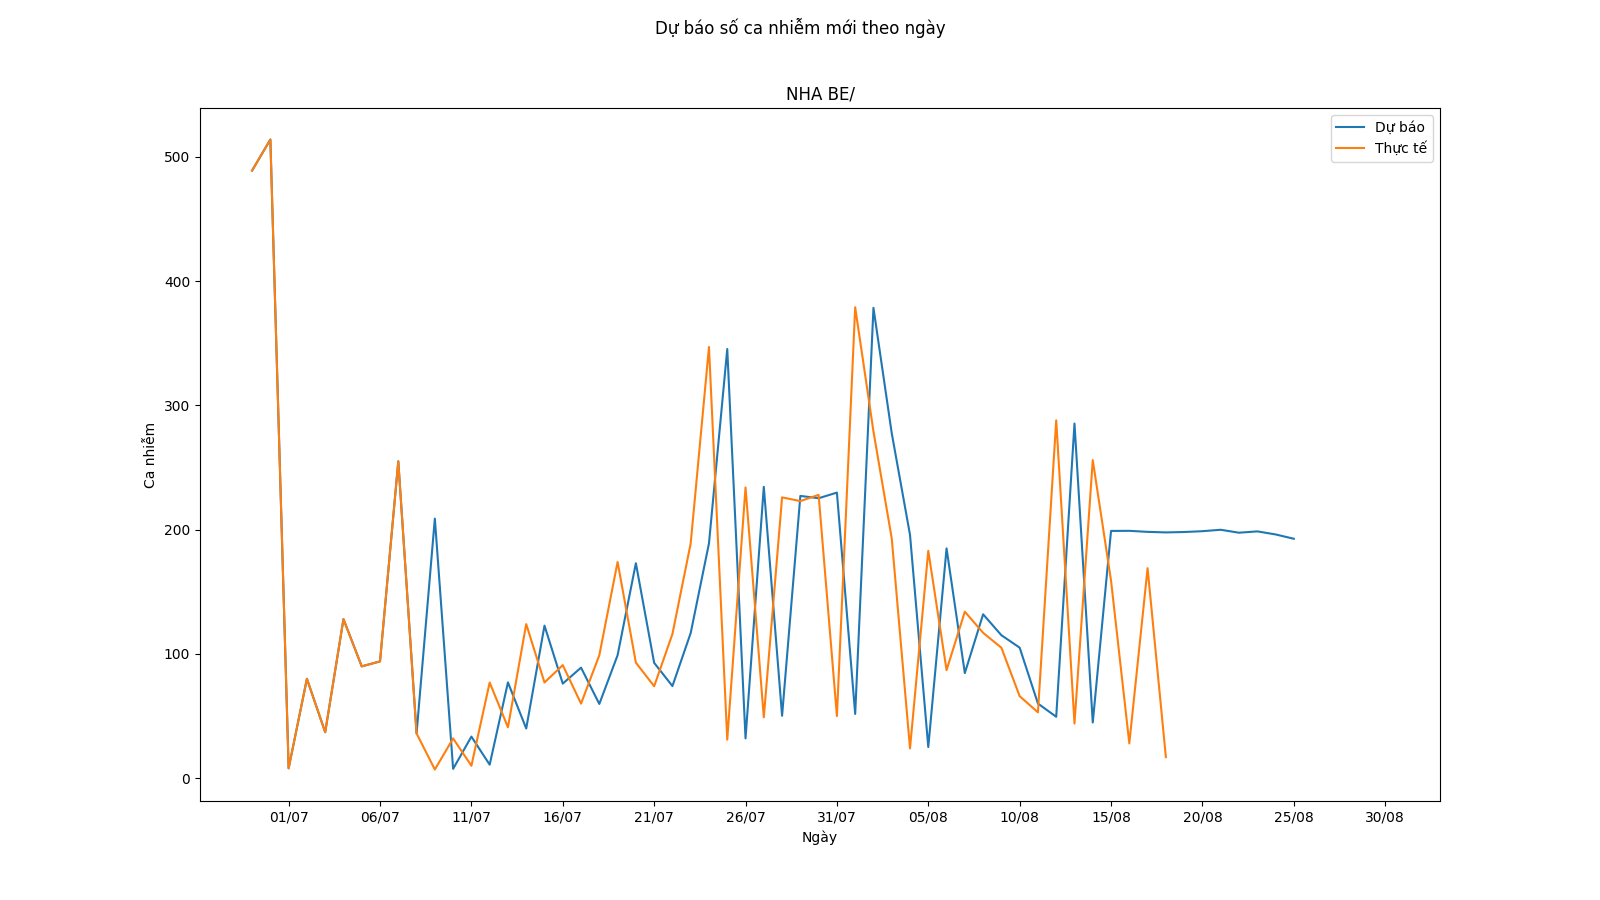 Dự báo số ca nhiễm mới theo ngày
NHA BE/
Dự báo
Thực tế
500
400
300
200
100
0
Ca nhiễm
01/07 06/07 11/07 16/07 21/07 26/07 31/07 05/08 10/08 15/08 20/08 25/08 30/08
Ngày